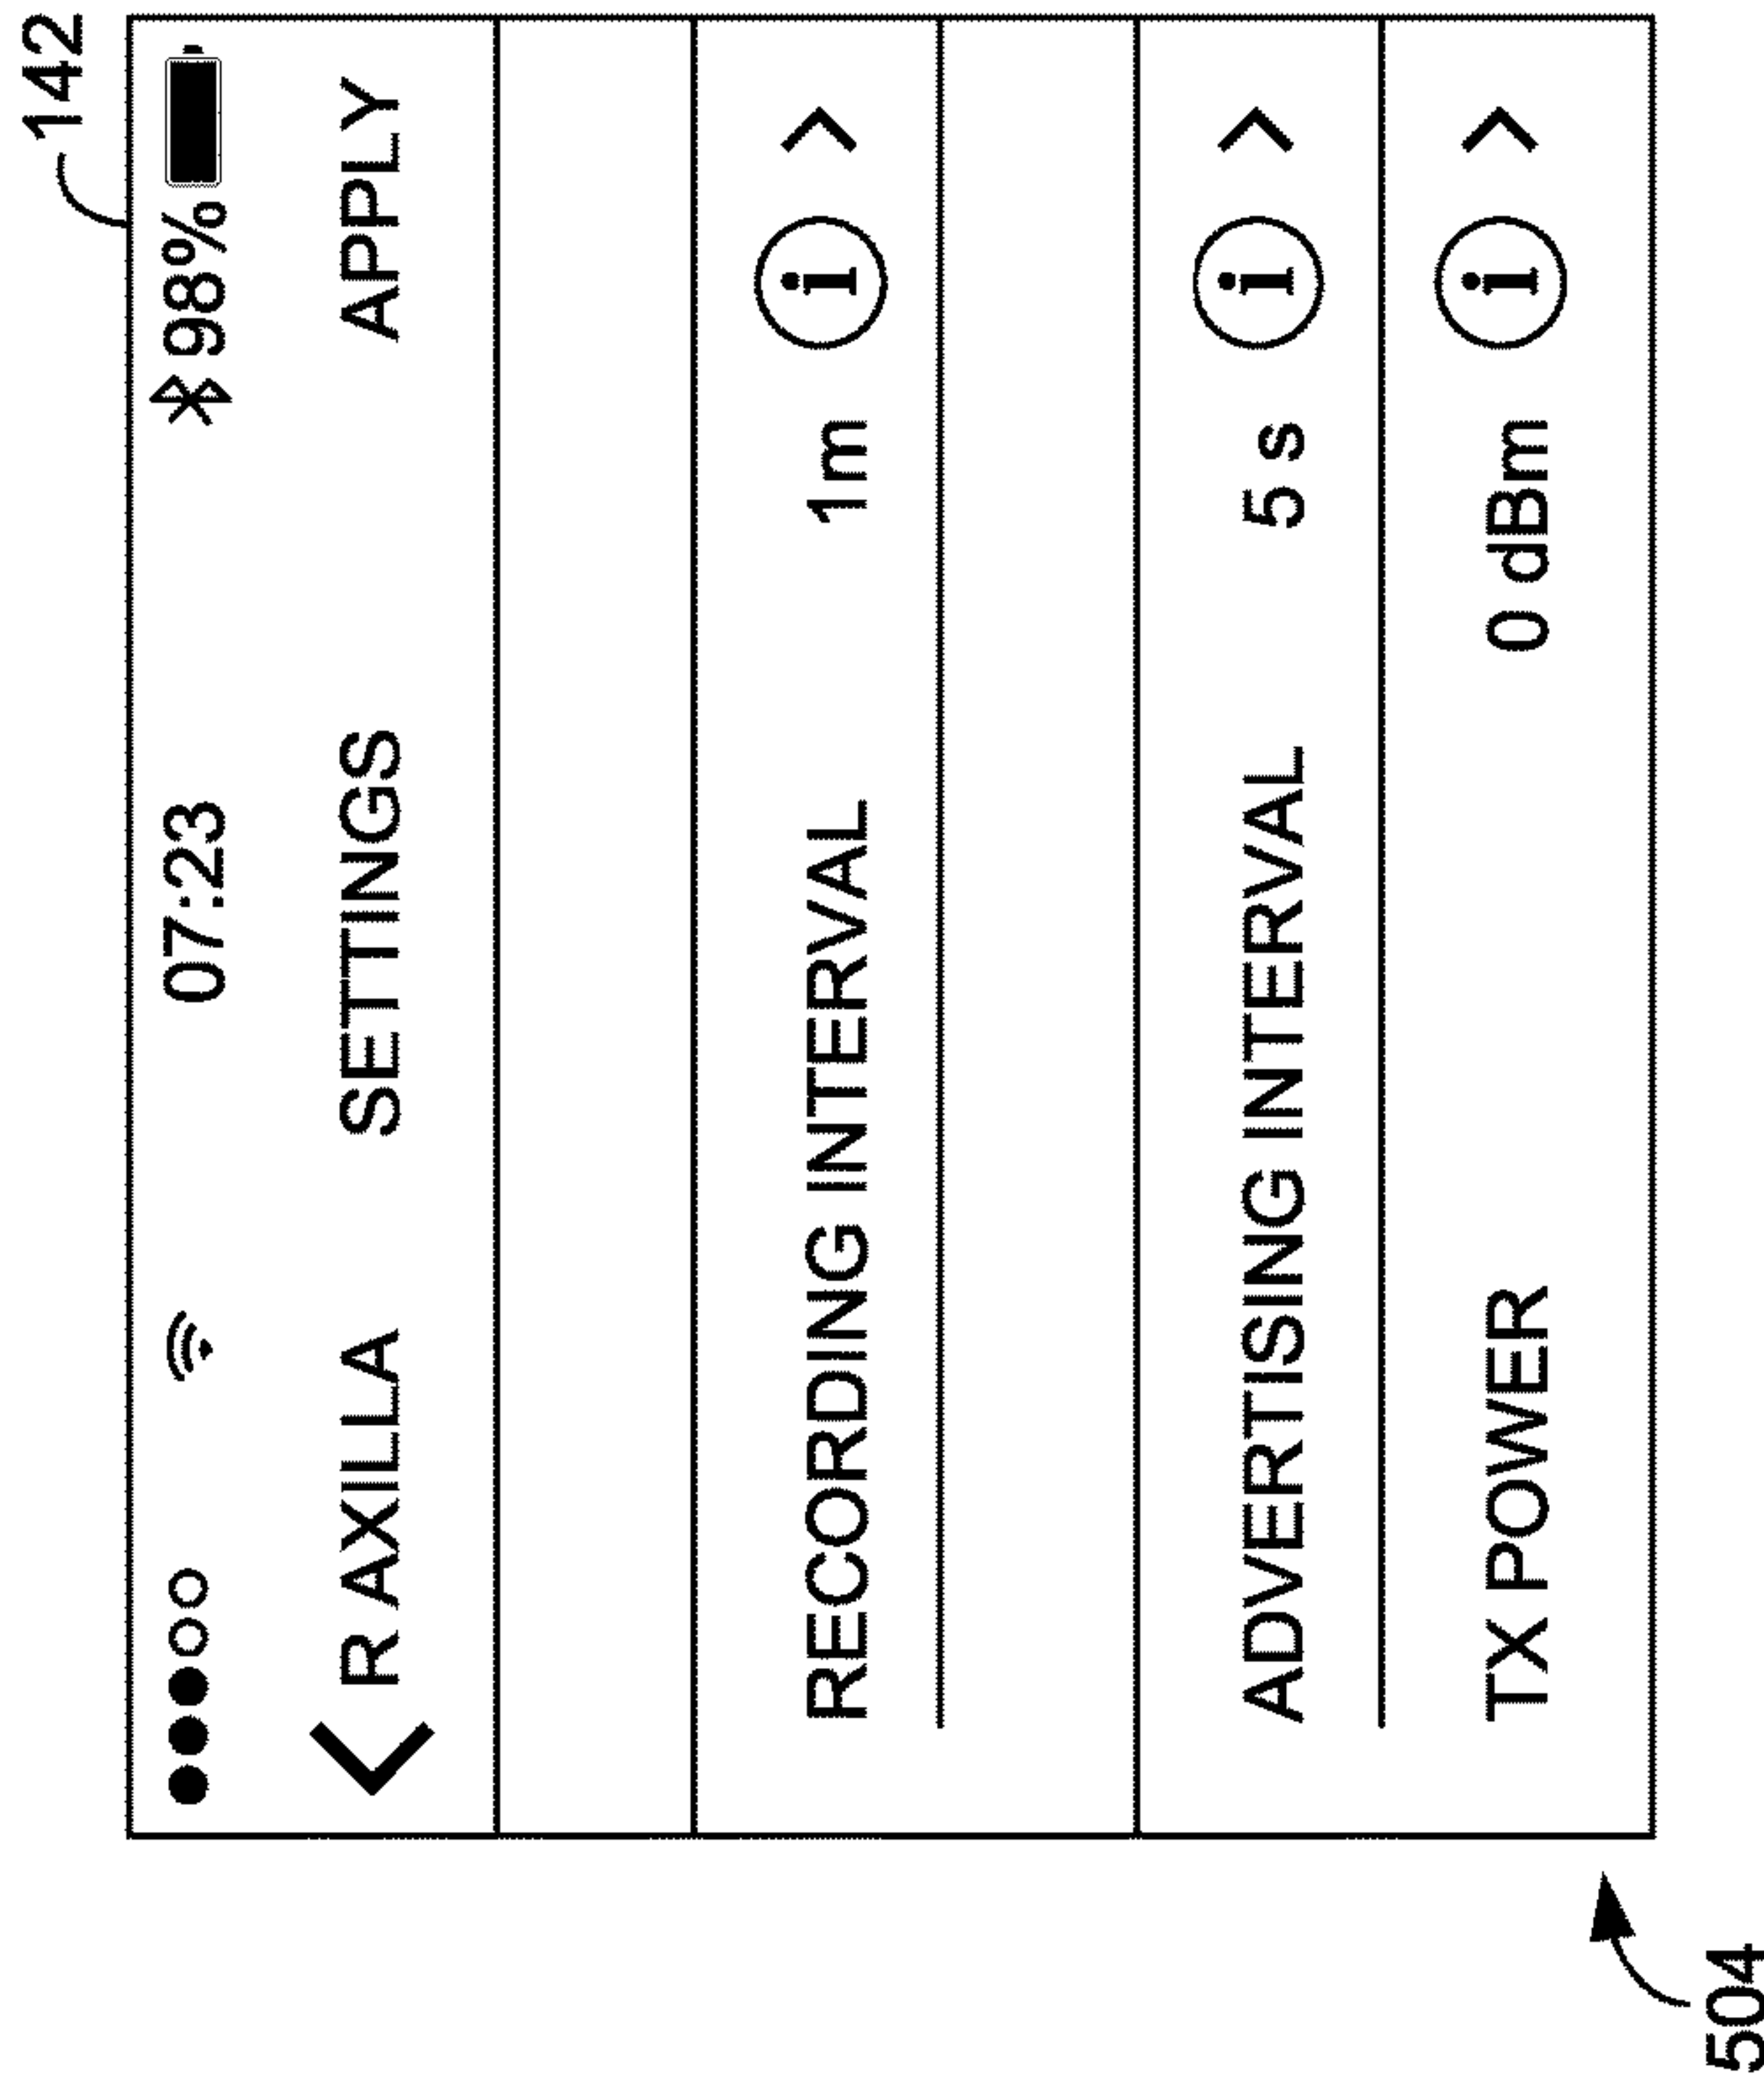 142
07:23 98%
< R AXILLA SETTINGS APPLY
RECORDING INTERVAL 1m i >
ADVERTISING INTERVAL 5 s i >
TX POWER 0 dBm i >
504